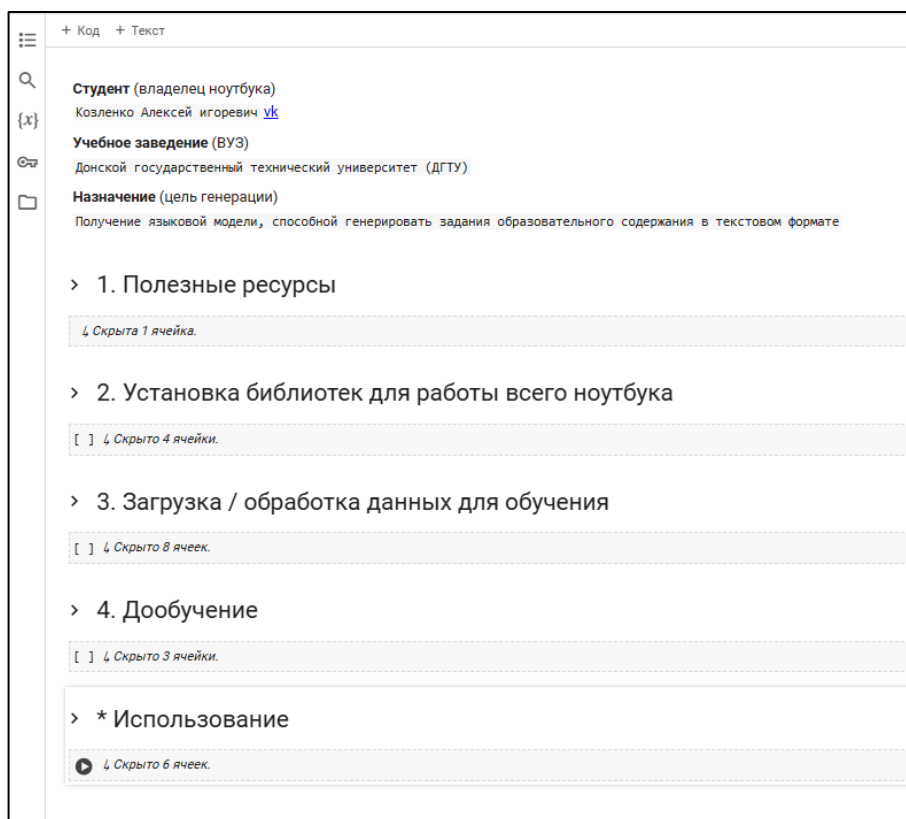 + Код + Текст
Студент (владелец ноутбука)
Козленко Алексей игоревич vk
{x}
Учебное заведение (ВУЗ)
Донской государственный технический университет (ДГТУ)
Назначение (цель генерации)
Получение языковой модели, способной генерировать задания образовательного содержания в текстовом формате
1. Полезные ресурсы
Скрыта 1 ячейка.
2. Установка библиотек для работы всего ноутбука
[ ] Скрыто 4 ячейки.
3. Загрузка / обработка данных для обучения
[ ] Скрыто 8 ячеек.
4. Дообучение
[ ] Скрыто 3 ячейки.
* Использование
Скрыто 6 ячеек.